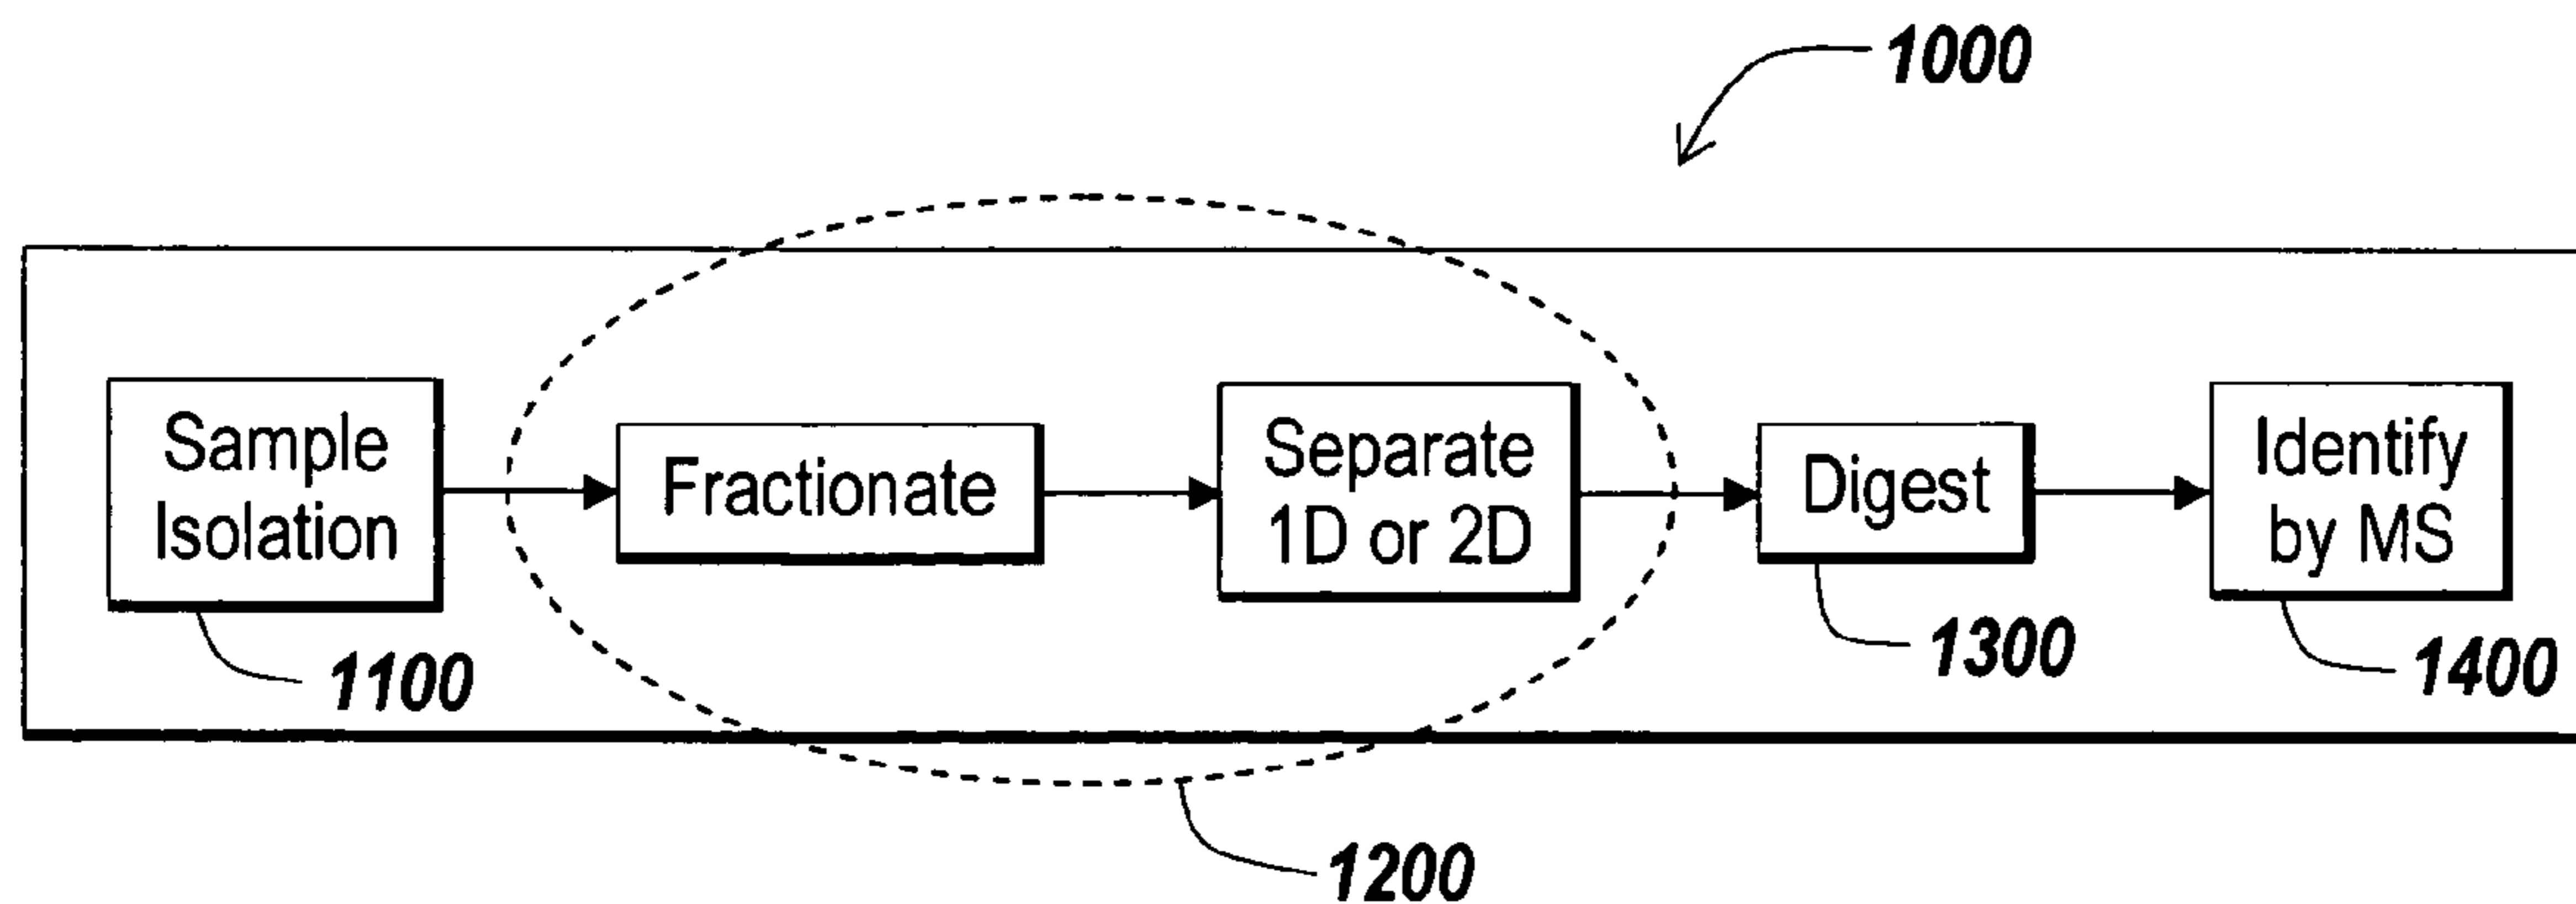 1000
Sample
Isolation
Fractionate
Separate
1D or 2D
Digest
Identify
by MS
1100
1300
1400
1200